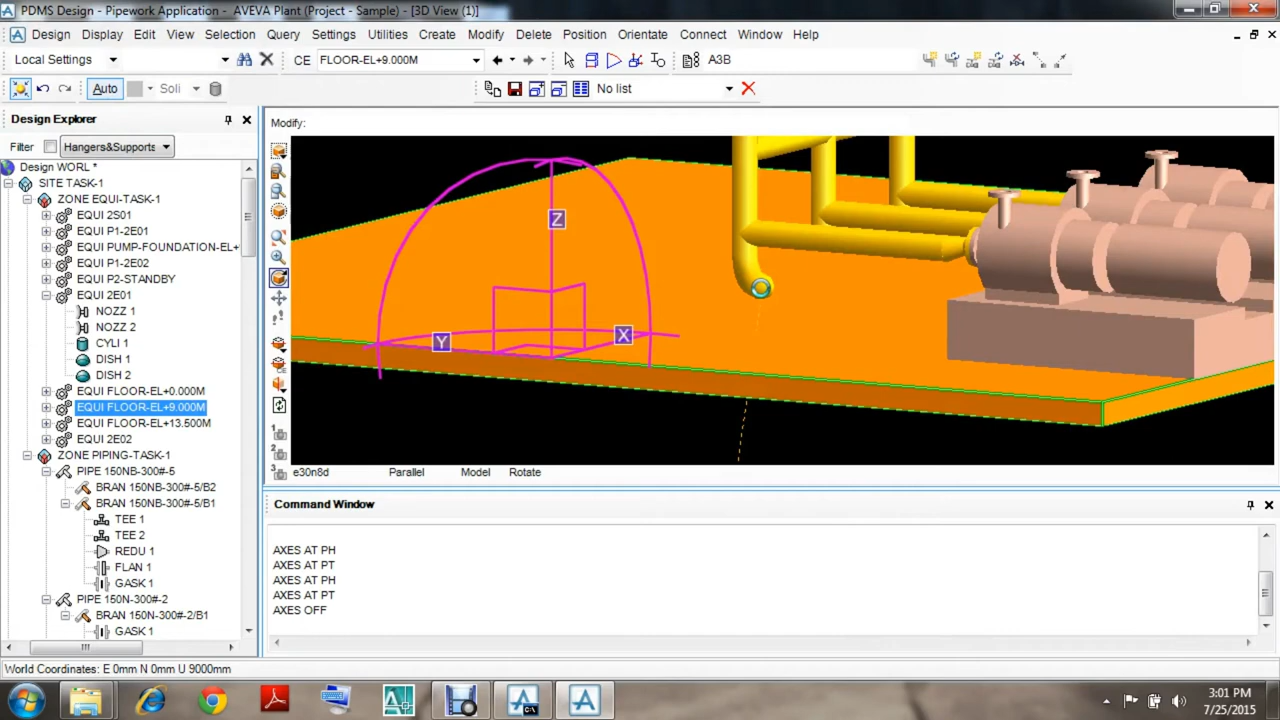 PDMS Design - Pipework Application - AVEVA Plant (Project - Sample) - [3D View (1)]
Design Display Edit View Selection Query Settings Utilities Create Modify Delete Position Orientate Connect Window Help
Local Settings CE FLOOR-EL+9.000M A3B
Auto Soli No list
Design Explorer
Modify:
Filter Hangers&Supports
Design WORL *
SITE TASK-1
ZONE EQUI-TASK-1
EQUI 2S01
EQUI P1-2E01
EQUI PUMP-FOUNDATION-EL+
EQUI P1-2E02
EQUI P2-STANDBY
EQUI 2E01
NOZZ 1
NOZZ 2
CYLI 1
DISH 1
DISH 2
EQUI FLOOR-EL+0.000M
EQUI FLOOR-EL+9.000M
EQUI FLOOR-EL+13.500M
EQUI 2E02
ZONE PIPING-TASK-1
PIPE 150NB-300#-5
BRAN 150NB-300#-5/B2
BRAN 150NB-300#-5/B1
TEE 1
TEE 2
REDU 1
FLAN 1
GASK 1
PIPE 150N-300#-2
BRAN 150N-300#-2/B1
GASK 1
Z
Y X
1
2
3
e30n8d Parallel Model Rotate
Command Window
AXES AT PH
AXES AT PT
AXES AT PH
AXES AT PT
AXES OFF
World Coordinates: E 0mm N 0mm U 9000mm
3:01 PM
7/25/2015